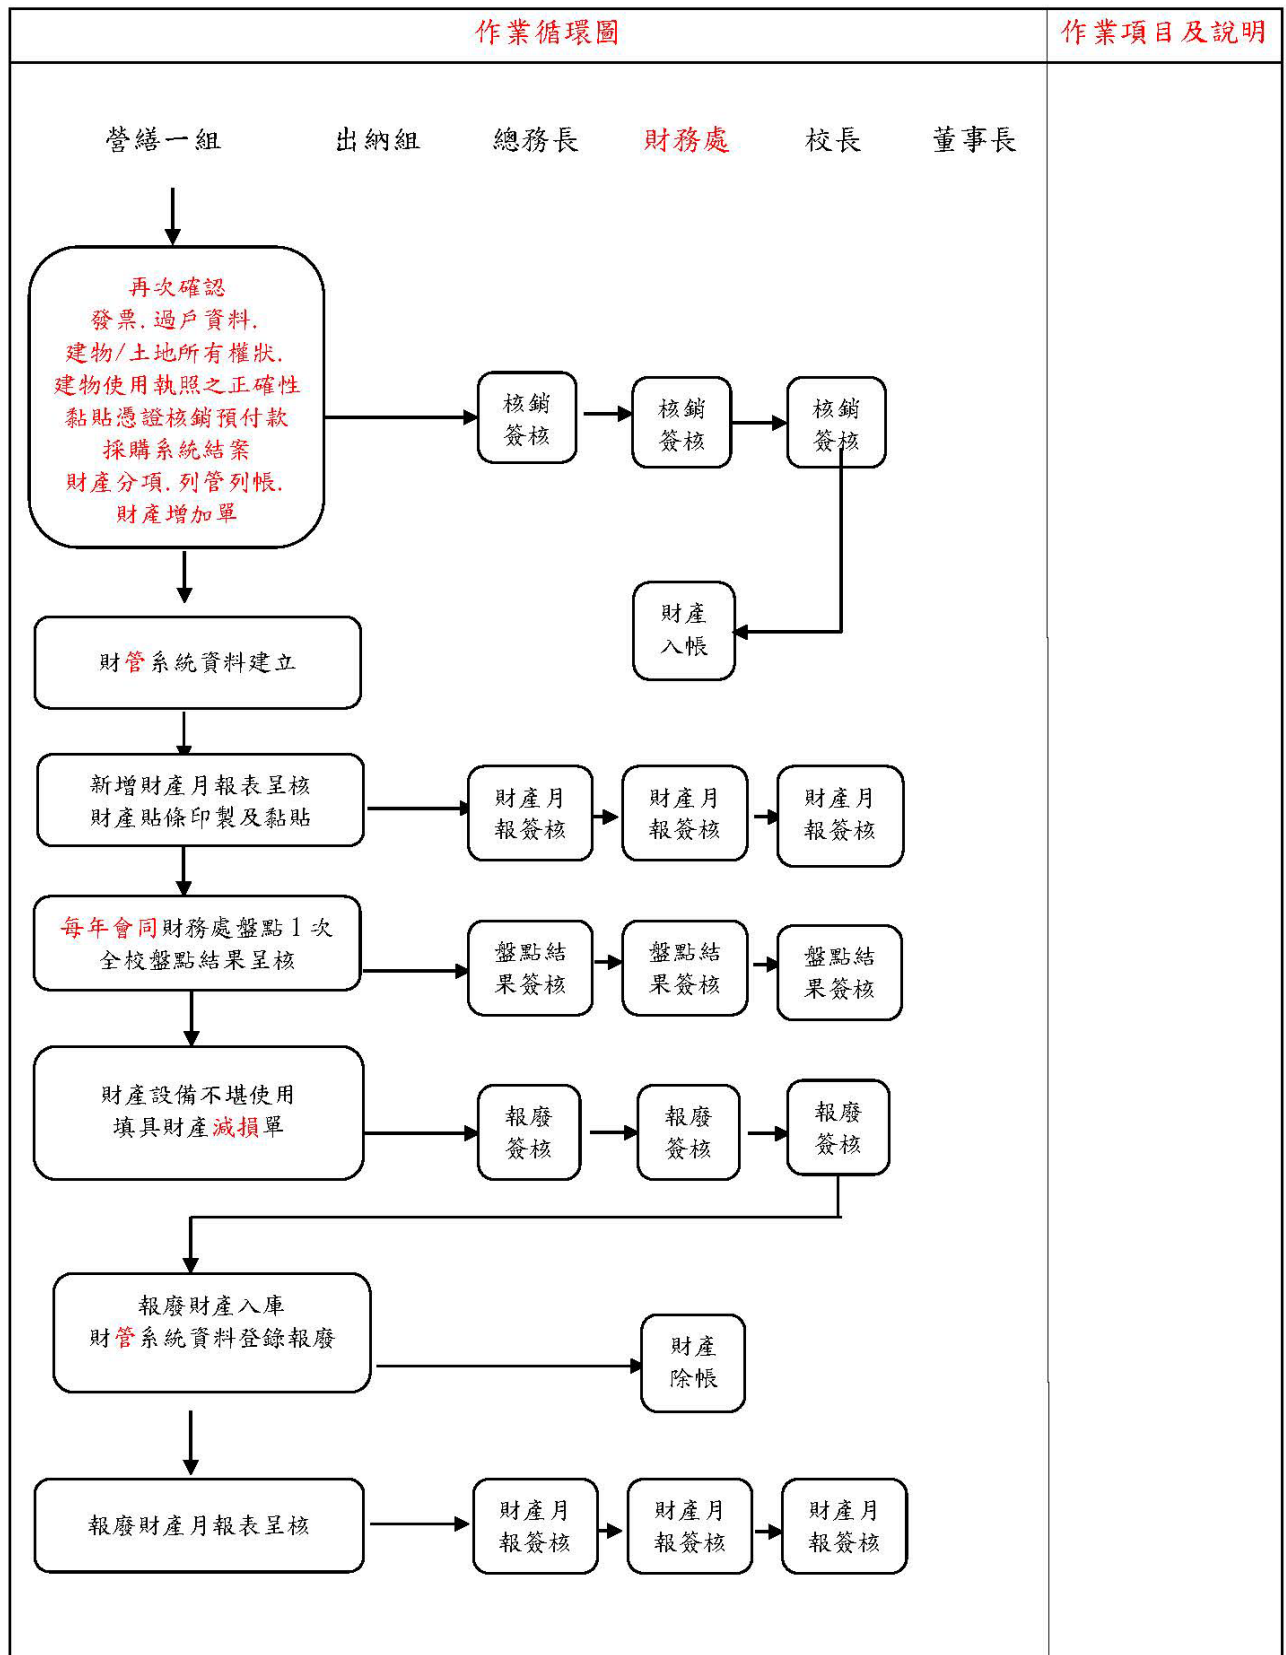 作業循環圖
作業項目及說明
營繕一組
出納組
總務長
財務處
校長
董事長
再次確認
發票. 過戶資料.
建物/土地所有權狀.
建物使用執照之正確性
黏貼憑證核銷預付款
採購系統結案
財產分項. 列管列帳.
財產增加單
核銷
簽核
核銷
簽核
核銷
簽核
財產
入帳
財管系統資料建立
新增財產月報表呈核
財產貼條印製及黏貼
財產月
報簽核
財產月
報簽核
財產月
報簽核
每年會同財務處盤點 1 次
全校盤點結果呈核
盤點結
果簽核
盤點結
果簽核
盤點結
果簽核
財產設備不堪使用
填具財產減損單
報廢
簽核
報廢
簽核
報廢
簽核
報廢財產入庫
財管系統資料登錄報廢
財產
除帳
報廢財產月報表呈核
財產月
報簽核
財產月
報簽核
財產月
報簽核